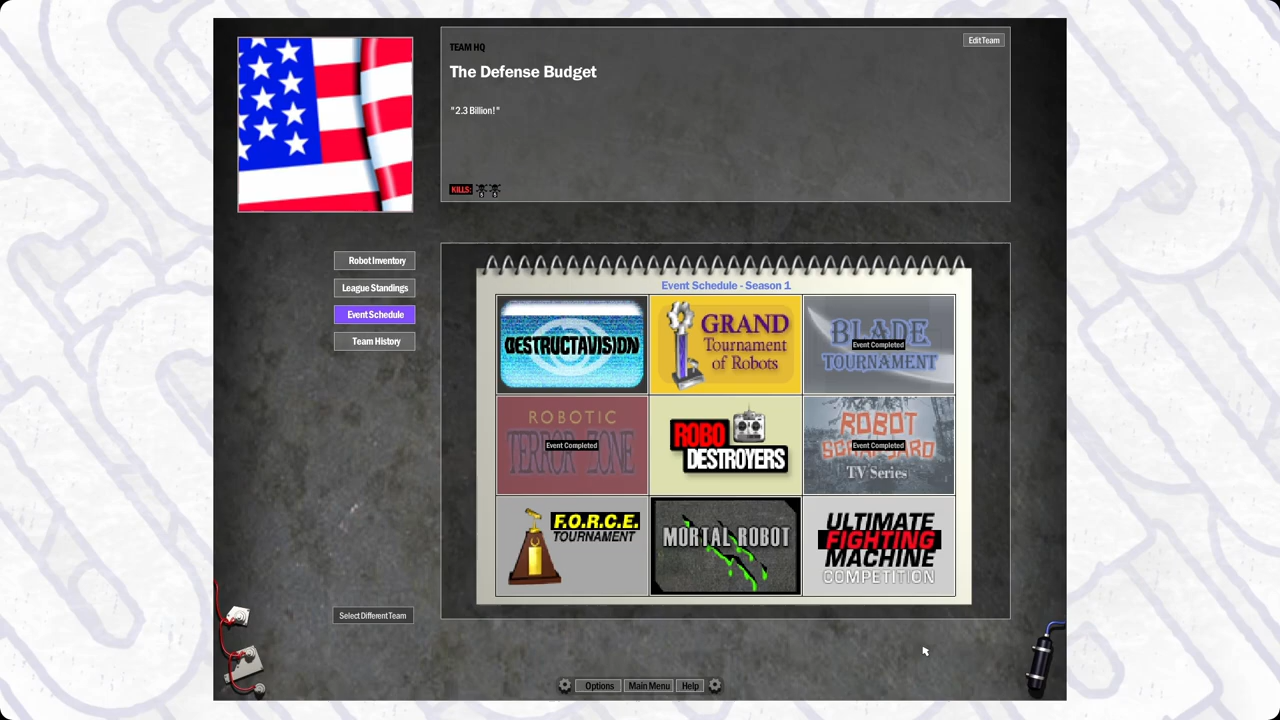 TEAM HQ
Edit Team
The Defense Budget
"2.3 Billion!"
KILLS:
Robot Inventory
League Standings
Event Schedule
Team History
Select Different Team
Event Schedule - Season 1
DESTRUCTAVISION
GRAND
Tournament
of Robots
BLADE
Event Completed
TOURNAMENT
ROBOTIC
TERROR ZONE
Event Completed
ROBO
DESTROYERS
ROBOT
Event Completed
TV Series
F.O.R.C.E.
TOURNAMENT
MORTAL ROBOT
ULTIMATE
FIGHTING
MACHINE
COMPETITION
Options
Main Menu
Help